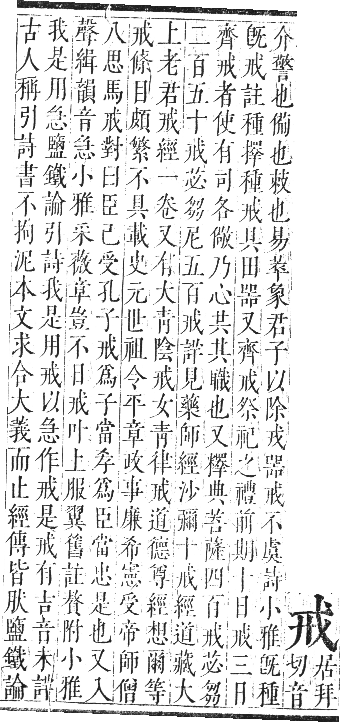 戒居拜切音
介警也僃也敕也易萃象君子以除戎器戒不虞詩小雅旣種
旣戒註種擇種戒具田器又齊戒祭祀之禮前期十日戒三日
齊戒者使有司各儆乃心共其職也又釋典菩薩四百戒苾芻
二百五十戒苾芻尼五百戒詳見藥師經沙彌十戒經道藏大
上老君戒經一卷又有大靑陰戒女靑律戒道德尊經想爾等
戒條目頗繁不具載史元世祖令平章政事廉希憲受帝師僧
八思馬戒對曰臣已受孔子戒爲子當孝爲臣當忠是也又入
聲緝韻音急小雅采薇章豈不日戒叶上服翼舊註贅附小雅
我是用急鹽鐵論引詩我是用戒以急作戒是戒有古音未詳
古人稱引詩書不拘泥本文求合大義而止經傳皆肰鹽鐵論